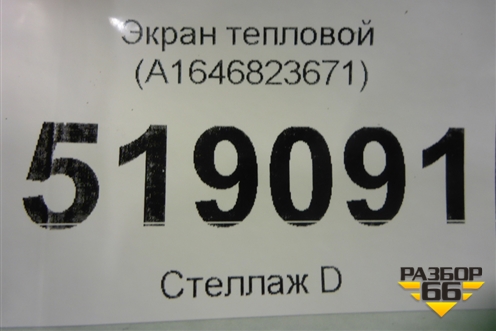 Экран тепловой
(A1646823671)
519091
Стеллаж D
РАЗБОР
66